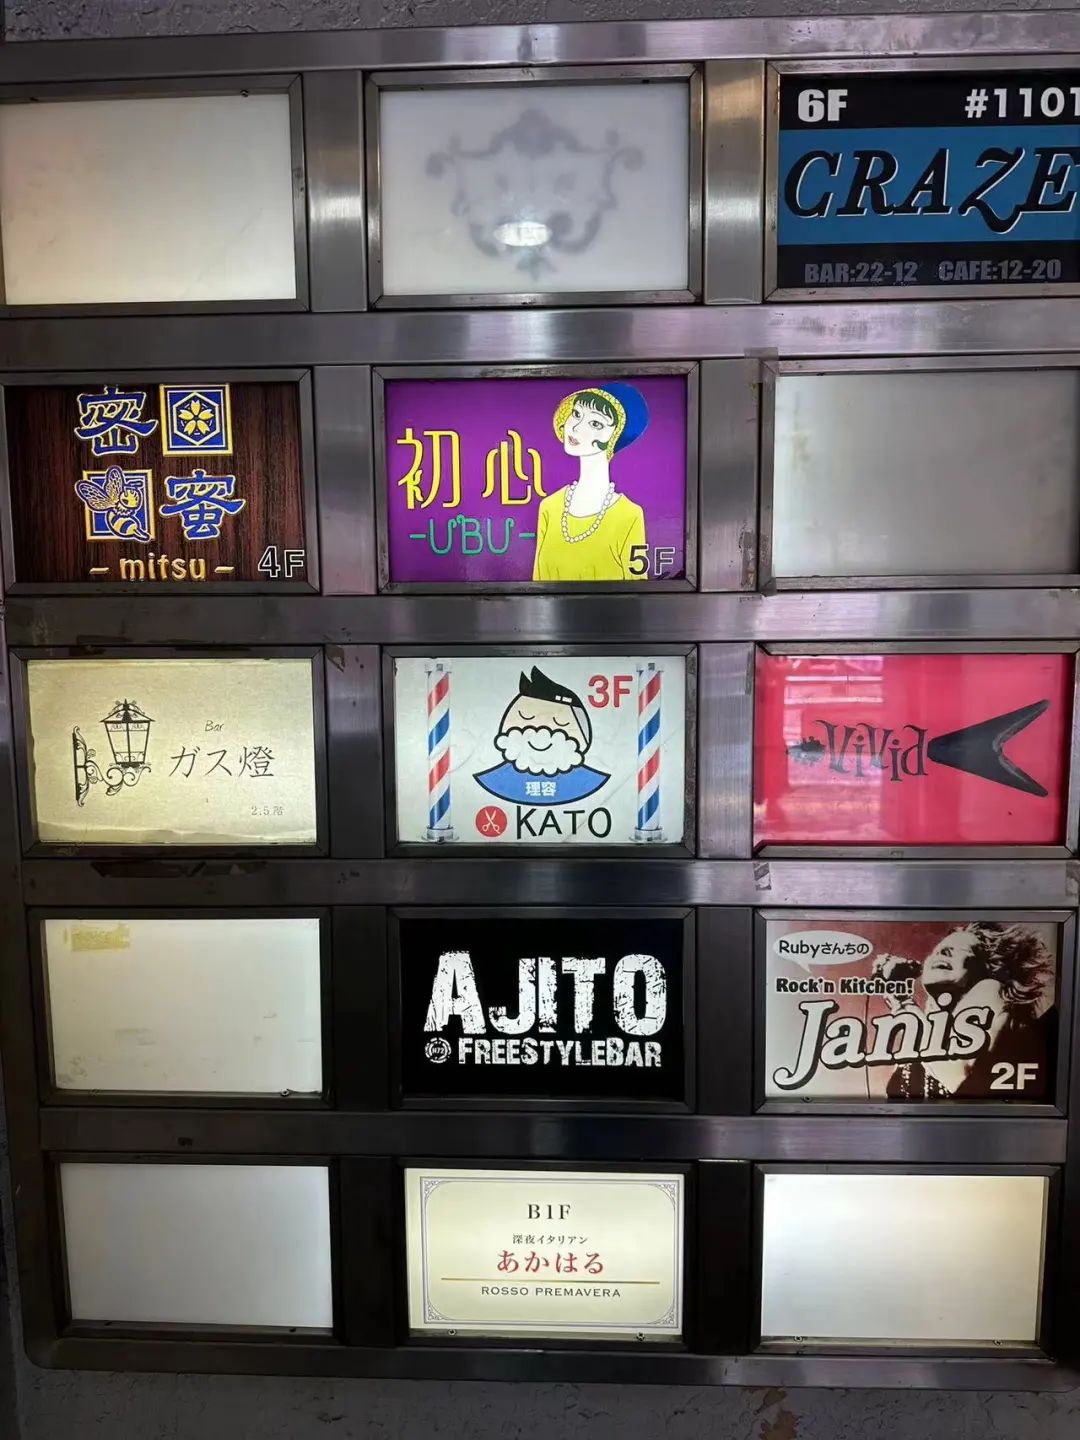 6F #1101
CRAZE
BAR:22-12 CAFE:12-20
密
蜜
-mitsu-
4F
初心
-UBU-
5F
Bar
ガス燈
2.5階
3F
理容
KATO
ViVid
AJITO
FREESTYLEBAR
Rubyさんちの
Rock'n Kitchen!
Janis
2F
B1F
深夜イタリアン
あかはる
ROSSO PREMAVERA